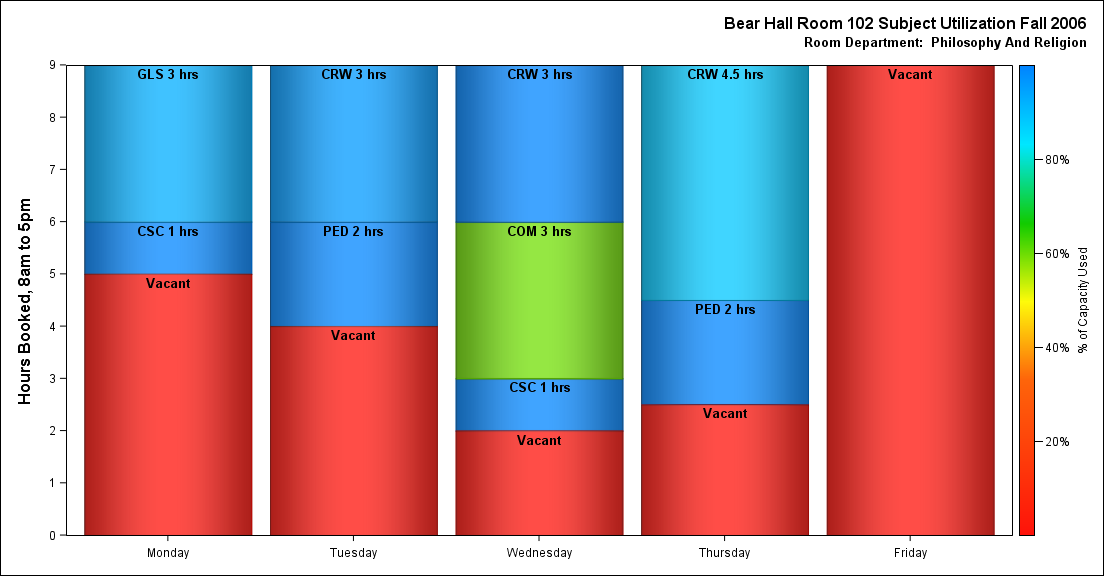 Bear Hall Room 102 Subject Utilization Fall 2006
Room Department:  Philosophy And Religion
Hours Booked, 8am to 5pm
9
8
7
6
5
4
3
2
1
0
GLS 3 hrs
CSC 1 hrs
Vacant
Monday
CRW 3 hrs
PED 2 hrs
Vacant
Tuesday
CRW 3 hrs
COM 3 hrs
CSC 1 hrs
Vacant
Wednesday
CRW 4.5 hrs
PED 2 hrs
Vacant
Thursday
Vacant
Friday
80%
60%
40%
20%
% of Capacity Used